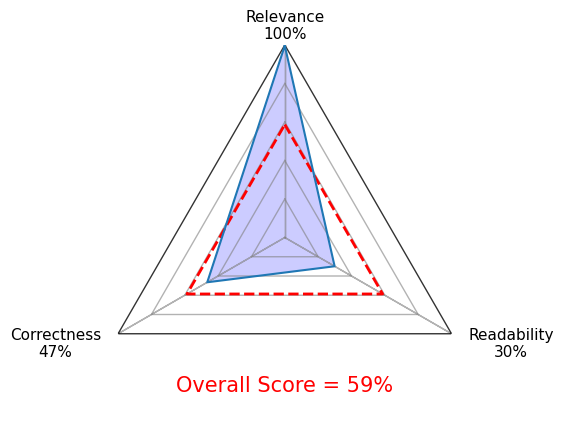 Relevance
100%
Correctness
47%
Readability
30%
Overall Score = 59%